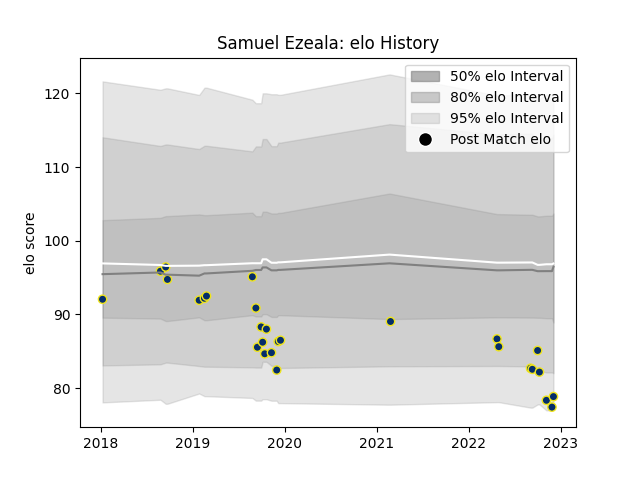 Samuel Ezeala: elo History
50% elo Interval
80% elo Interval
95% elo Interval
Post Match elo
elo score
120
110
100
90
80
2018 2019 2020 2021 2022 2023